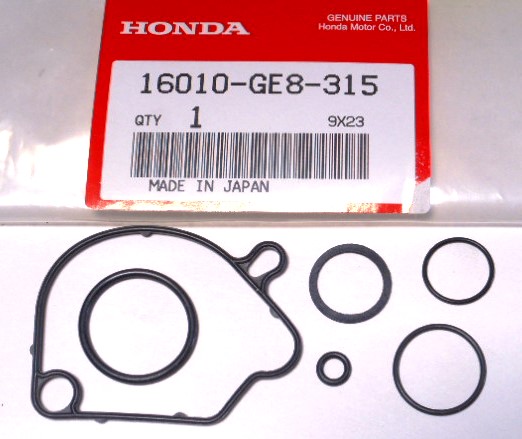 HONDA
GENUINE PARTS
Honda Motor Co., Ltd.
16010-GE8-315
QTY 1 9X23
MADE IN JAPAN